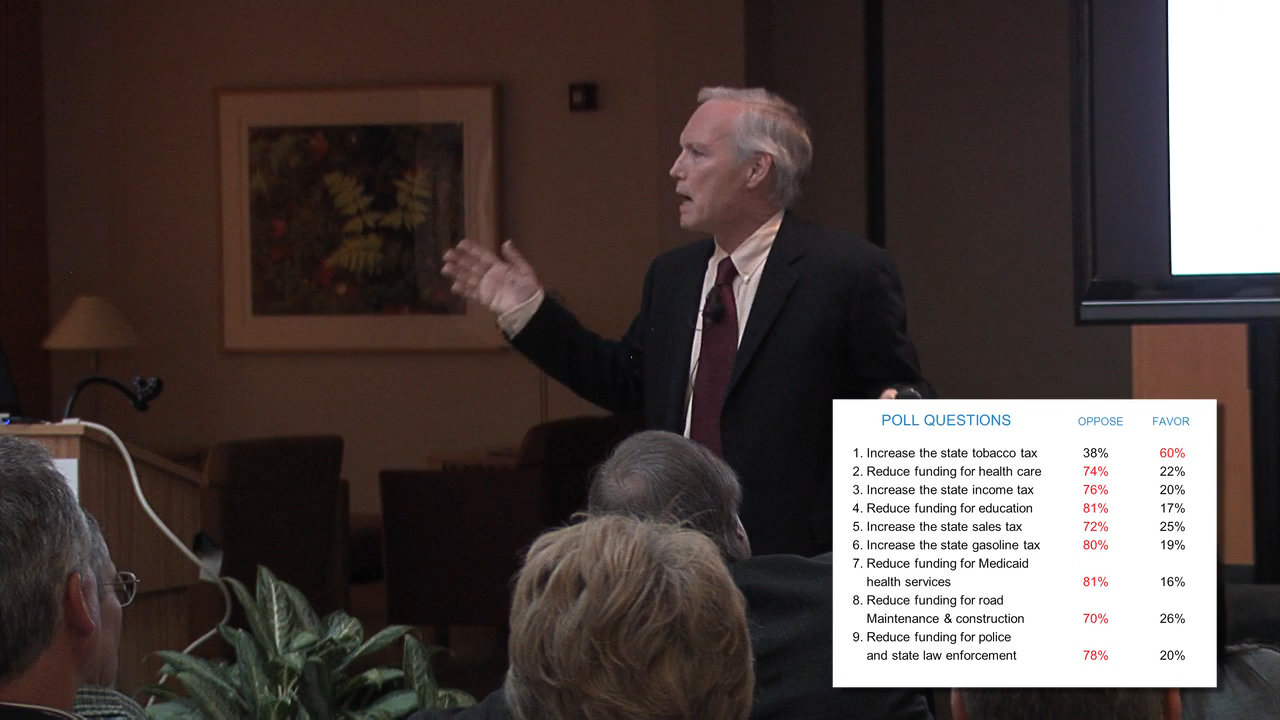 POLL QUESTIONS OPPOSE FAVOR
1. Increase the state tobacco tax 38% 60%
2. Reduce funding for health care 74% 22%
3. Increase the state income tax 76% 20%
4. Reduce funding for education 81% 17%
5. Increase the state sales tax 72% 25%
6. Increase the state gasoline tax 80% 19%
7. Reduce funding for Medicaid
health services 81% 16%
8. Reduce funding for road
Maintenance & construction 70% 26%
9. Reduce funding for police
and state law enforcement 78% 20%